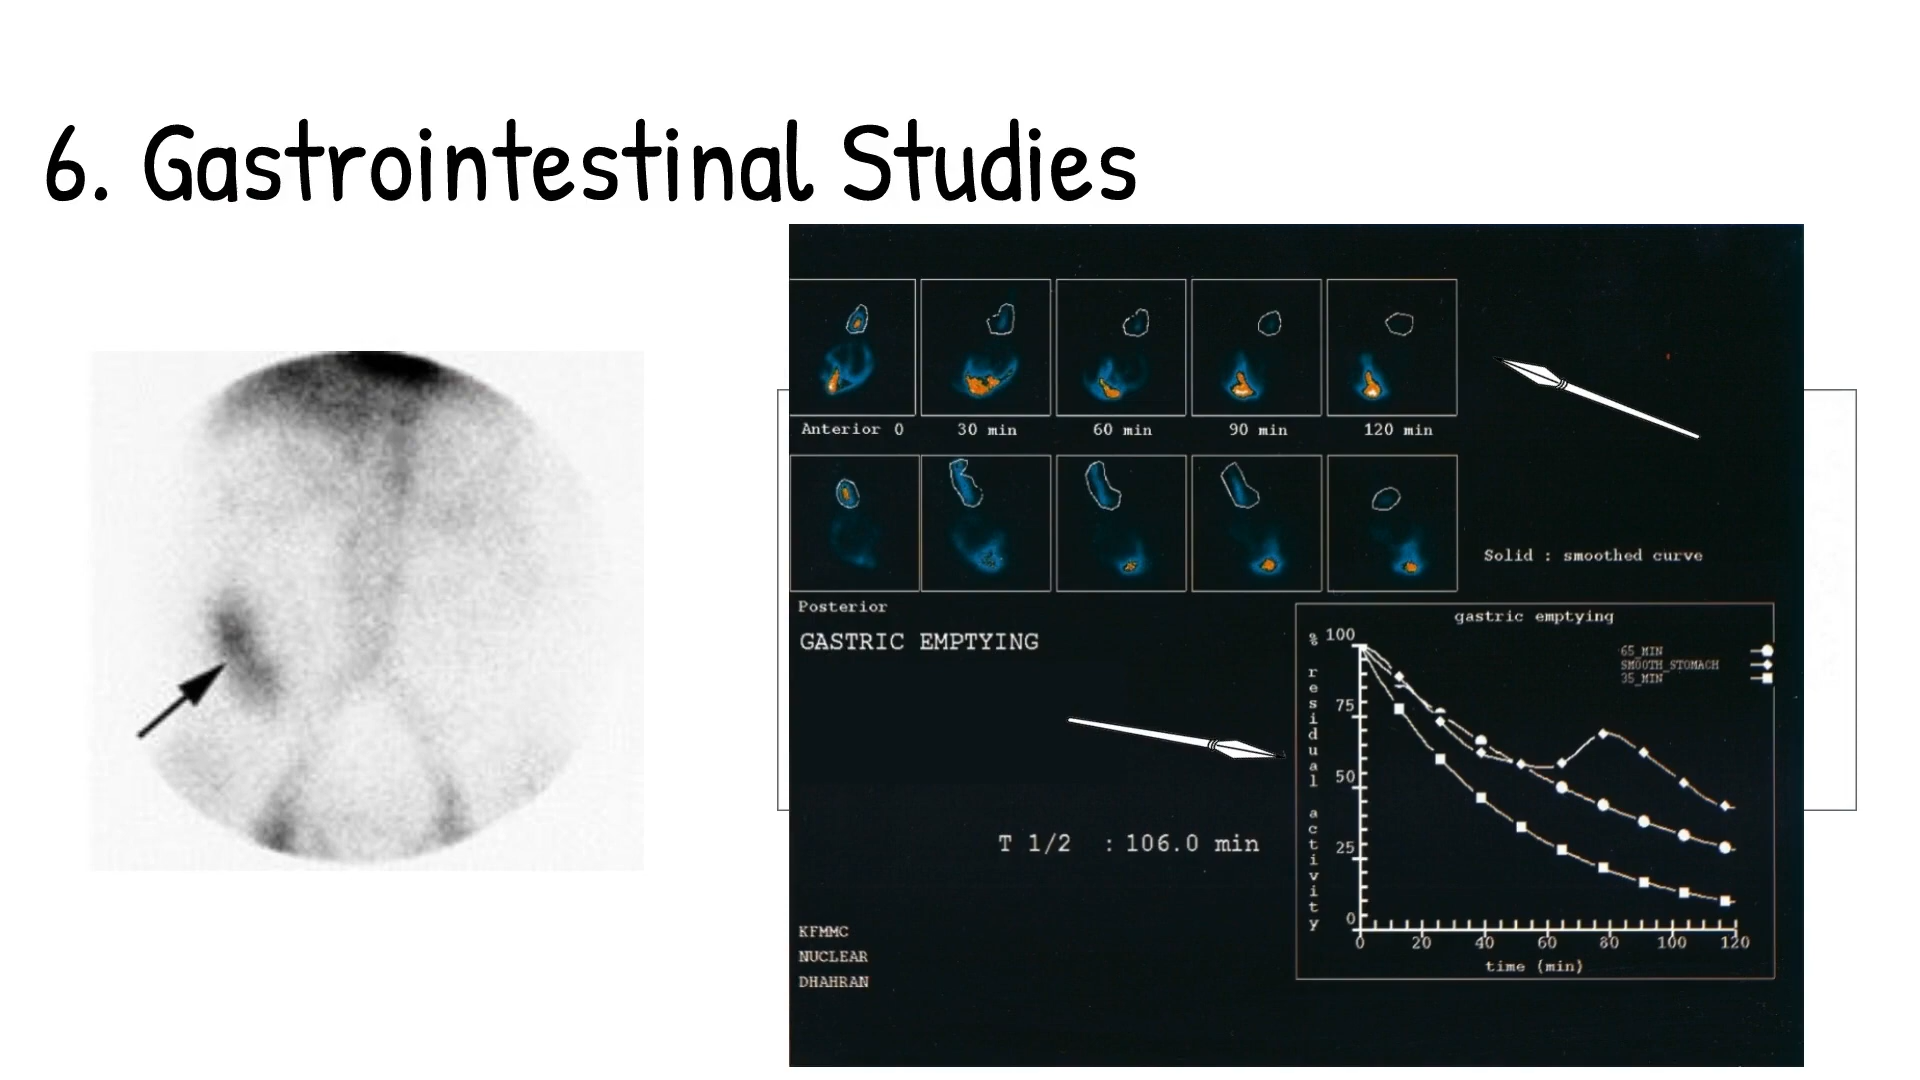 6. Gastrointestinal Studies
Anterior 0
30 min
60 min
90 min
120 min
Posterior
GASTRIC EMPTYING
Solid : smoothed curve
gastric emptying
65_MIN
SMOOTH_STOMACH
35_MIN
% residual activity
100
75
50
25
0
0 20 40 60 80 100 120
time (min)
T 1/2 : 106.0 min
KFMMC
NUCLEAR
DHAHRAN